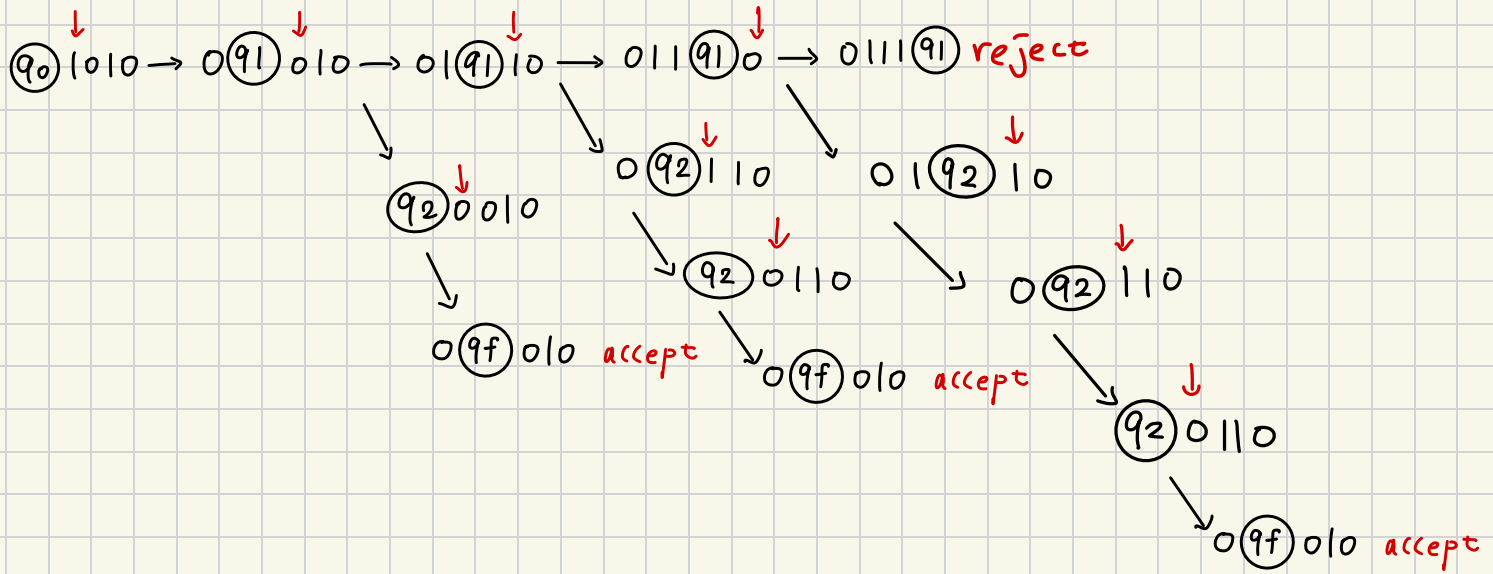 q0 1010 → 0 q1 010 → 01 q1 10 → 011 q1 0 → 0111 q1 reject
0 q2 110
01 q2 10
q2 0010
q2 0110
0 q2 110
0 qf 010 accept
0 qf 010 accept
q2 0110
0 qf 010 accept